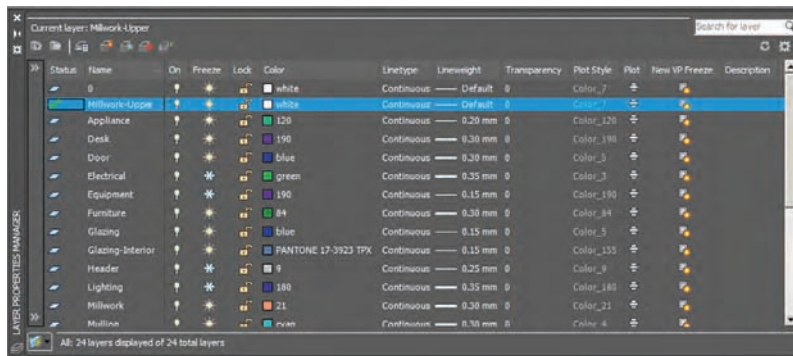 Current layer: Millwork-Upper
Search for layer
Status Name On Freeze Lock Color Linetype Lineweight Transparency Plot Style Plot New VP Freeze Description
0 white Continuous Default 0 Color_7
Millwork-Upper white Continuous Default 0 Color_7
Appliance 120 Continuous 0.20 mm 0 Color_120
Desk 190 Continuous 0.30 mm 0 Color_190
Door blue Continuous 0.30 mm 0 Color_5
Electrical green Continuous 0.35 mm 0 Color_3
Equipment 190 Continuous 0.15 mm 0 Color_190
Furniture 84 Continuous 0.30 mm 0 Color_84
Glazing blue Continuous 0.15 mm 0 Color_5
Glazing-Interior PANTONE 17-3923 TPX Continuous 0.15 mm 0 Color_155
Header 9 Continuous 0.25 mm 0 Color_9
Lighting 180 Continuous 0.35 mm 0 Color_180
Millwork 21 Continuous 0.30 mm 0 Color_21
Mullion cyan Continuous 0.30 mm 0 Color_4
LAYER PROPERTIES MANAGER
All: 24 layers displayed of 24 total layers